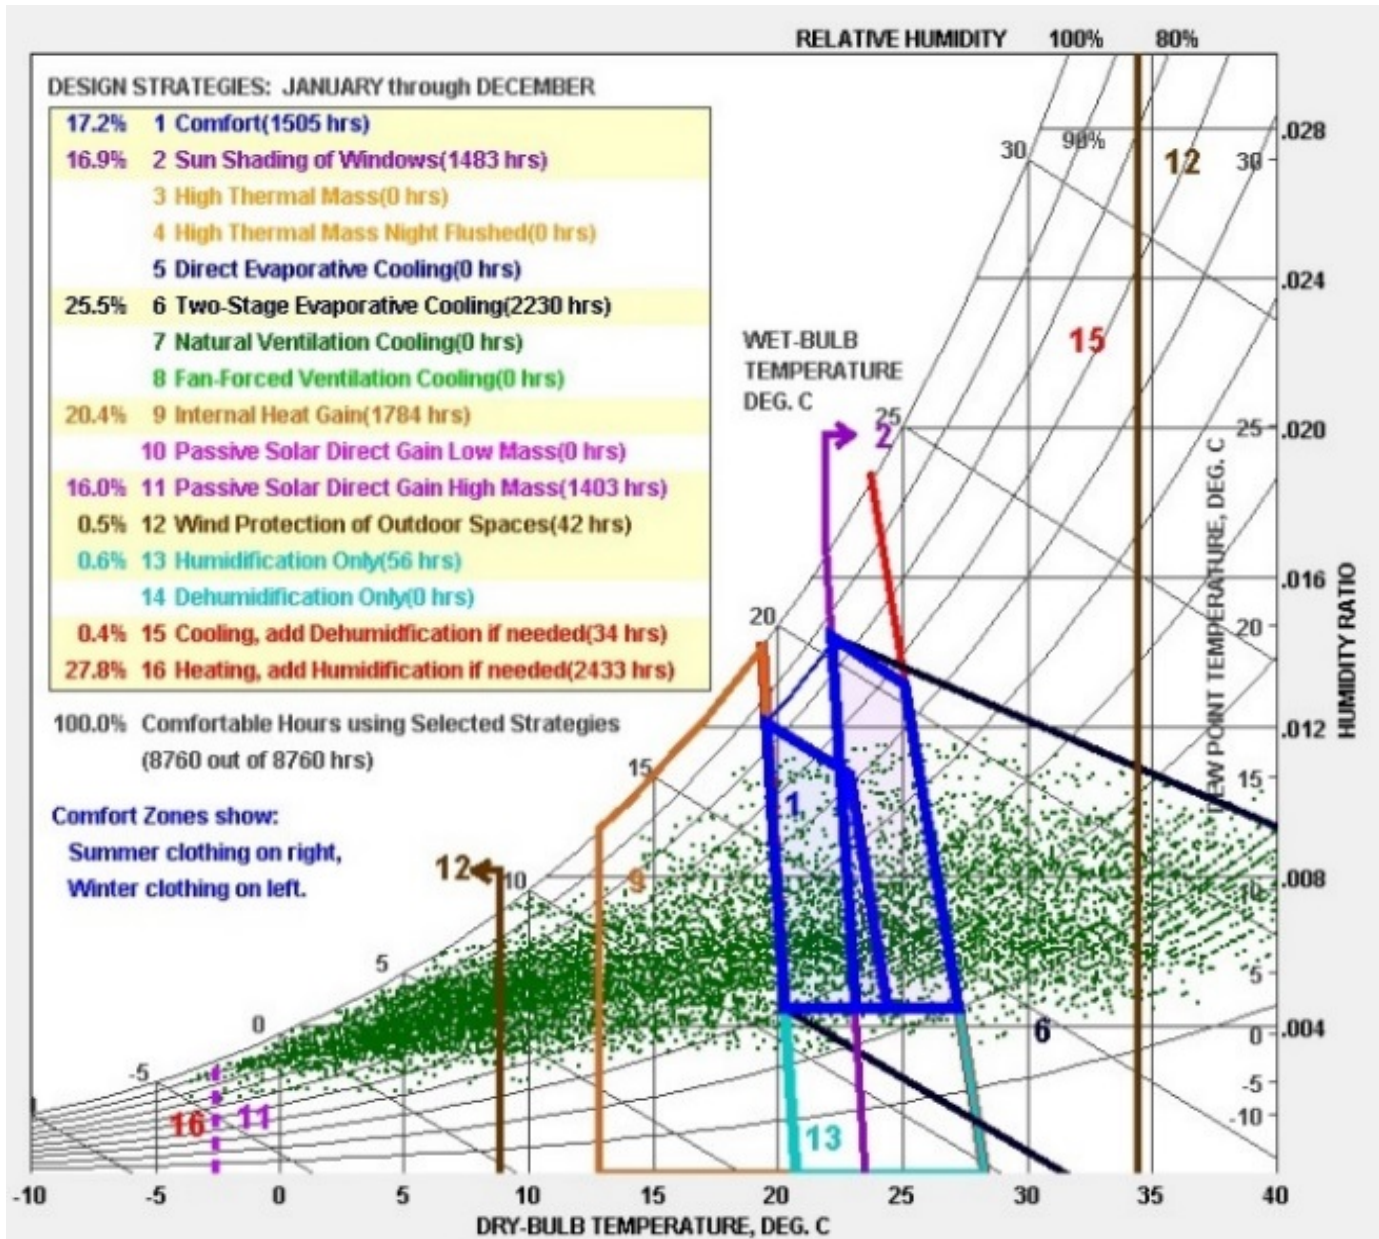 RELATIVE HUMIDITY 100% 80%
DESIGN STRATEGIES: JANUARY through DECEMBER
17.2% 1 Comfort(1505 hrs)
16.9% 2 Sun Shading of Windows(1483 hrs)
3 High Thermal Mass(0 hrs)
4 High Thermal Mass Night Flushed(0 hrs)
5 Direct Evaporative Cooling(0 hrs)
25.5% 6 Two-Stage Evaporative Cooling(2230 hrs)
7 Natural Ventilation Cooling(0 hrs)
8 Fan-Forced Ventilation Cooling(0 hrs)
20.4% 9 Internal Heat Gain(1784 hrs)
10 Passive Solar Direct Gain Low Mass(0 hrs)
16.0% 11 Passive Solar Direct Gain High Mass(1403 hrs)
0.5% 12 Wind Protection of Outdoor Spaces(42 hrs)
0.6% 13 Humidification Only(56 hrs)
14 Dehumidification Only(0 hrs)
0.4% 15 Cooling, add Dehumidfication if needed(34 hrs)
27.8% 16 Heating, add Humidification if needed(2433 hrs)
100.0% Comfortable Hours using Selected Strategies
(8760 out of 8760 hrs)
Comfort Zones show:
Summer clothing on right,
Winter clothing on left.
WET-BULB
TEMPERATURE
DEG. C
90%
30
12
30
15
25
2
25
20
20
15
1
15
12
10
9
5
5
0
6
0
-5
-5
16
11
13
-10
.028
.024
.020
.016
.012
.008
.004
DEW POINT TEMPERATURE, DEG. C
HUMIDITY RATIO
-10 -5 0 5 10 15 20 25 30 35 40
DRY-BULB TEMPERATURE, DEG. C